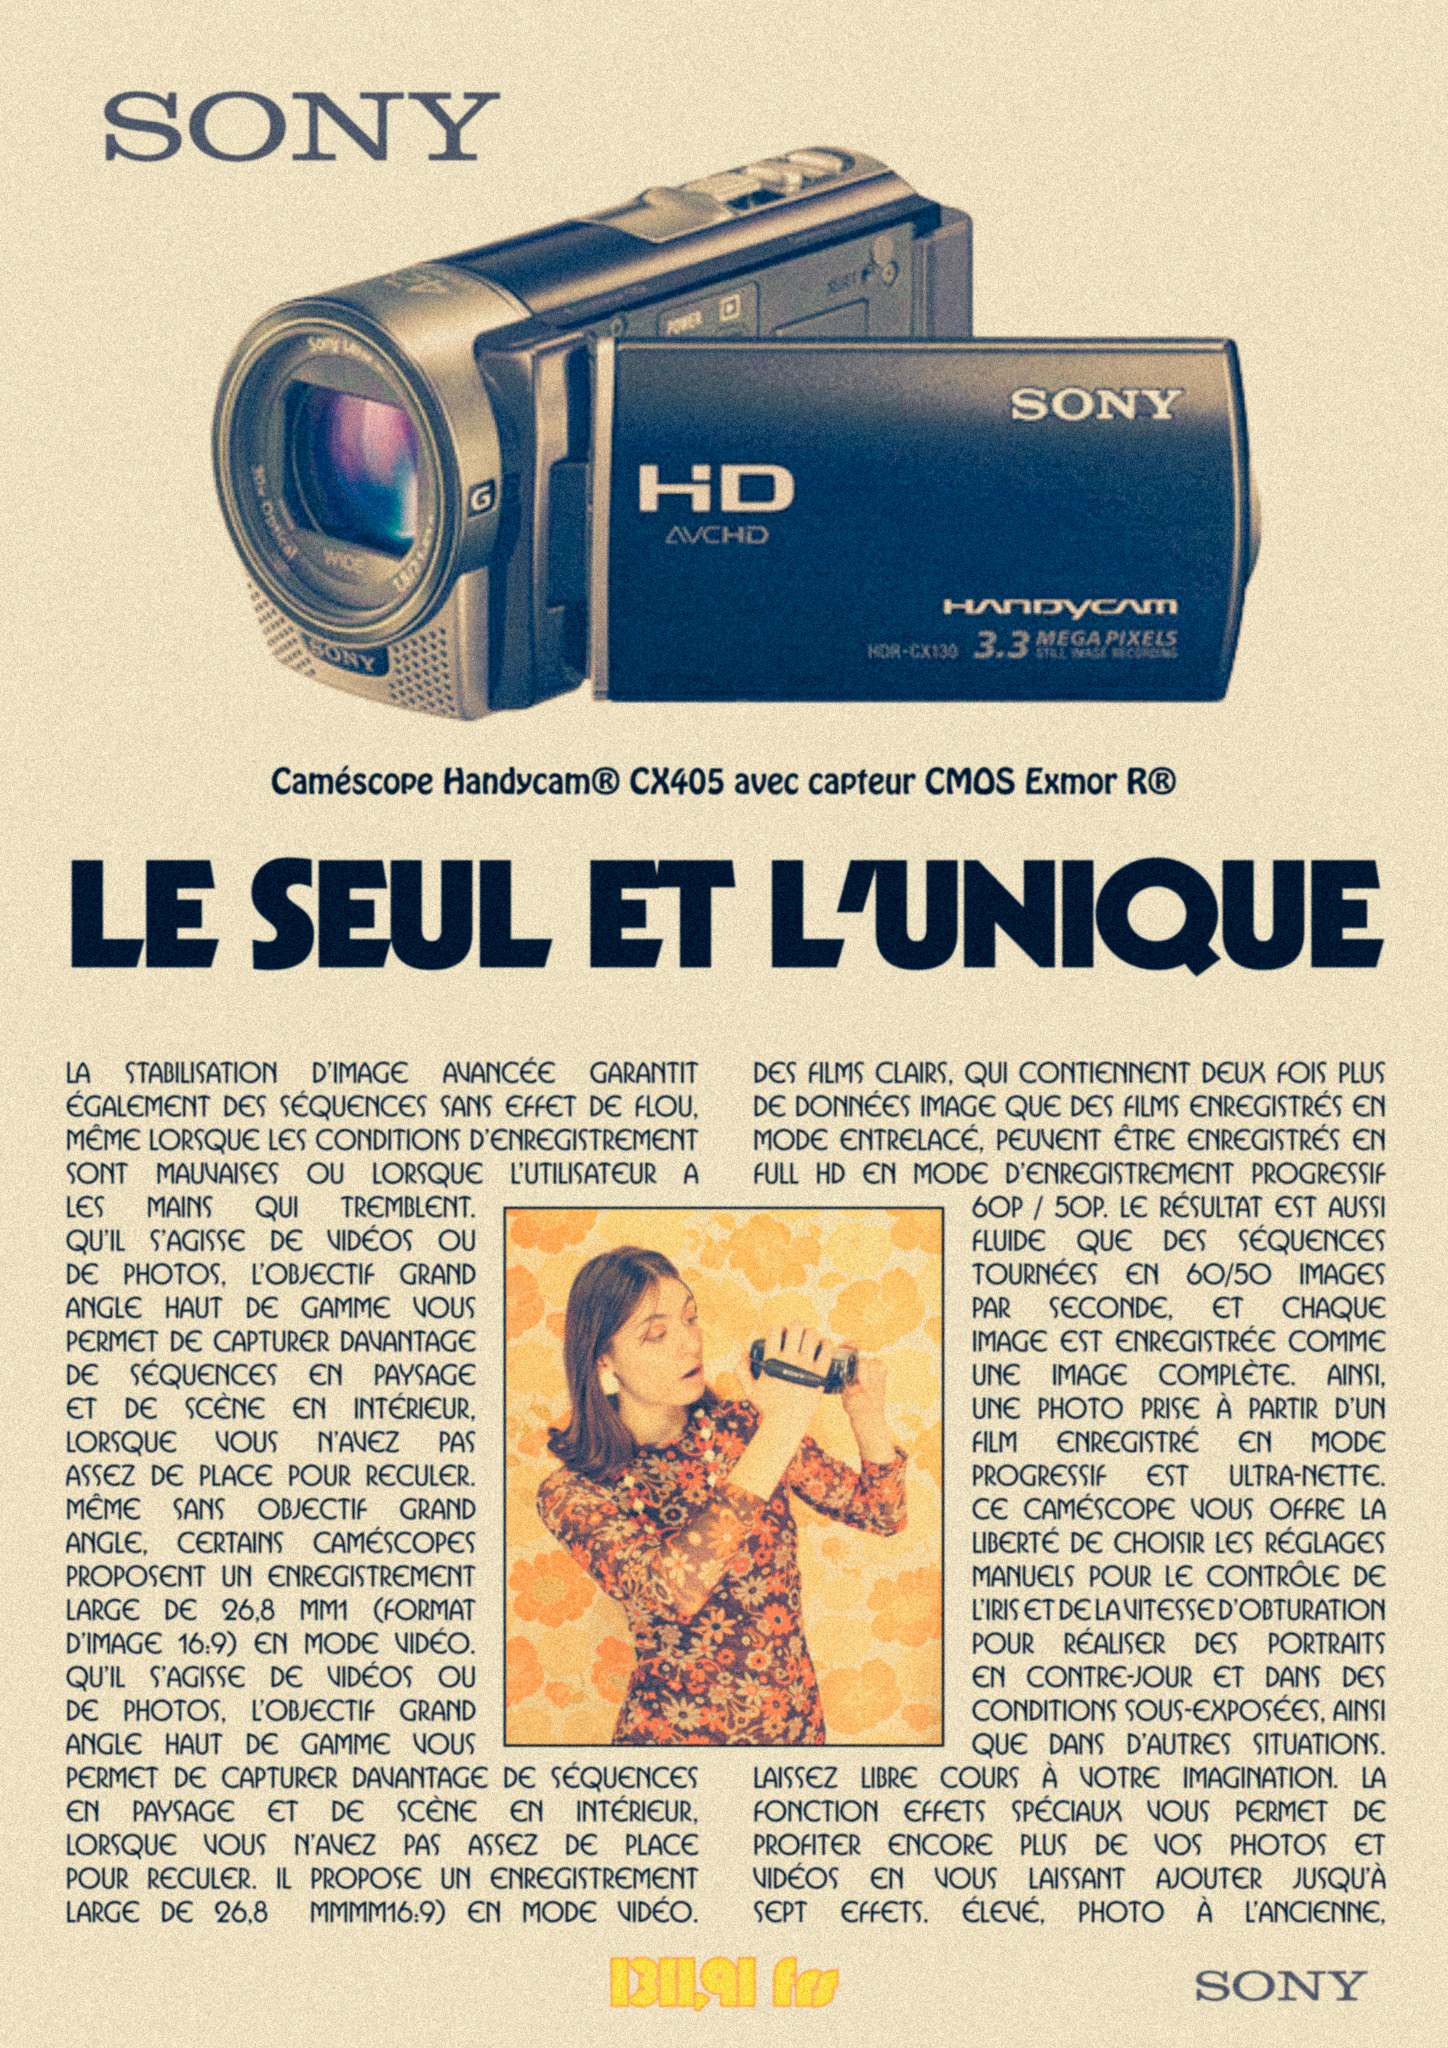 SONY
POWER
Sony Lens
G
WIDE
SONY
SONY
HD
AVCHD
HANDYCAM
HDR-CX130 3.3 MEGA PIXELS
STILL IMAGE RECORDING
Caméscope Handycam® CX405 avec capteur CMOS Exmor R®
LE SEUL ET L'UNIQUE
LA STABILISATION D'IMAGE AVANCÉE GARANTIT
ÉGALEMENT DES SÉQUENCES SANS EFFET DE FLOU,
MÊME LORSQUE LES CONDITIONS D'ENREGISTREMENT
SONT MAUVAISES OU LORSQUE L'UTILISATEUR A
LES MAINS QUI TREMBLENT.
QU'IL S'AGISSE DE VIDÉOS OU
DE PHOTOS, L'OBJECTIF GRAND
ANGLE HAUT DE GAMME VOUS
PERMET DE CAPTURER DAVANTAGE
DE SÉQUENCES EN PAYSAGE
ET DE SCÈNE EN INTÉRIEUR,
LORSQUE VOUS N'AVEZ PAS
ASSEZ DE PLACE POUR RECULER.
MÊME SANS OBJECTIF GRAND
ANGLE, CERTAINS CAMÉSCOPES
PROPOSENT UN ENREGISTREMENT
LARGE DE 26,8 MM1 (FORMAT
D'IMAGE 16:9) EN MODE VIDÉO.
QU'IL S'AGISSE DE VIDÉOS OU
DE PHOTOS, L'OBJECTIF GRAND
ANGLE HAUT DE GAMME VOUS
PERMET DE CAPTURER DAVANTAGE DE SÉQUENCES
EN PAYSAGE ET DE SCÈNE EN INTÉRIEUR,
LORSQUE VOUS N'AVEZ PAS ASSEZ DE PLACE
POUR RECULER. IL PROPOSE UN ENREGISTREMENT
LARGE DE 26,8 MMMM16:9) EN MODE VIDÉO.
DES FILMS CLAIRS, QUI CONTIENNENT DEUX FOIS PLUS
DE DONNÉES IMAGE QUE DES FILMS ENREGISTRÉS EN
MODE ENTRELACÉ, PEUVENT ÊTRE ENREGISTRÉS EN
FULL HD EN MODE D'ENREGISTREMENT PROGRESSIF
60P / 50P. LE RÉSULTAT EST AUSSI
FLUIDE QUE DES SÉQUENCES
TOURNÉES EN 60/50 IMAGES
PAR SECONDE, ET CHAQUE
IMAGE EST ENREGISTRÉE COMME
UNE IMAGE COMPLÈTE. AINSI,
UNE PHOTO PRISE À PARTIR D'UN
FILM ENREGISTRÉ EN MODE
PROGRESSIF EST ULTRA-NETTE.
CE CAMÉSCOPE VOUS OFFRE LA
LIBERTÉ DE CHOISIR LES RÉGLAGES
MANUELS POUR LE CONTRÔLE DE
L'IRIS ET DE LA VITESSE D'OBTURATION
POUR RÉALISER DES PORTRAITS
EN CONTRE-JOUR ET DANS DES
CONDITIONS SOUS-EXPOSÉES, AINSI
QUE DANS D'AUTRES SITUATIONS.
LAISSEZ LIBRE COURS À VOTRE IMAGINATION. LA
FONCTION EFFETS SPÉCIAUX VOUS PERMET DE
PROFITER ENCORE PLUS DE VOS PHOTOS ET
VIDÉOS EN VOUS LAISSANT AJOUTER JUSQU'À
SEPT EFFETS. ÉLEVÉ, PHOTO À L'ANCIENNE,
1311,91 frs
SONY